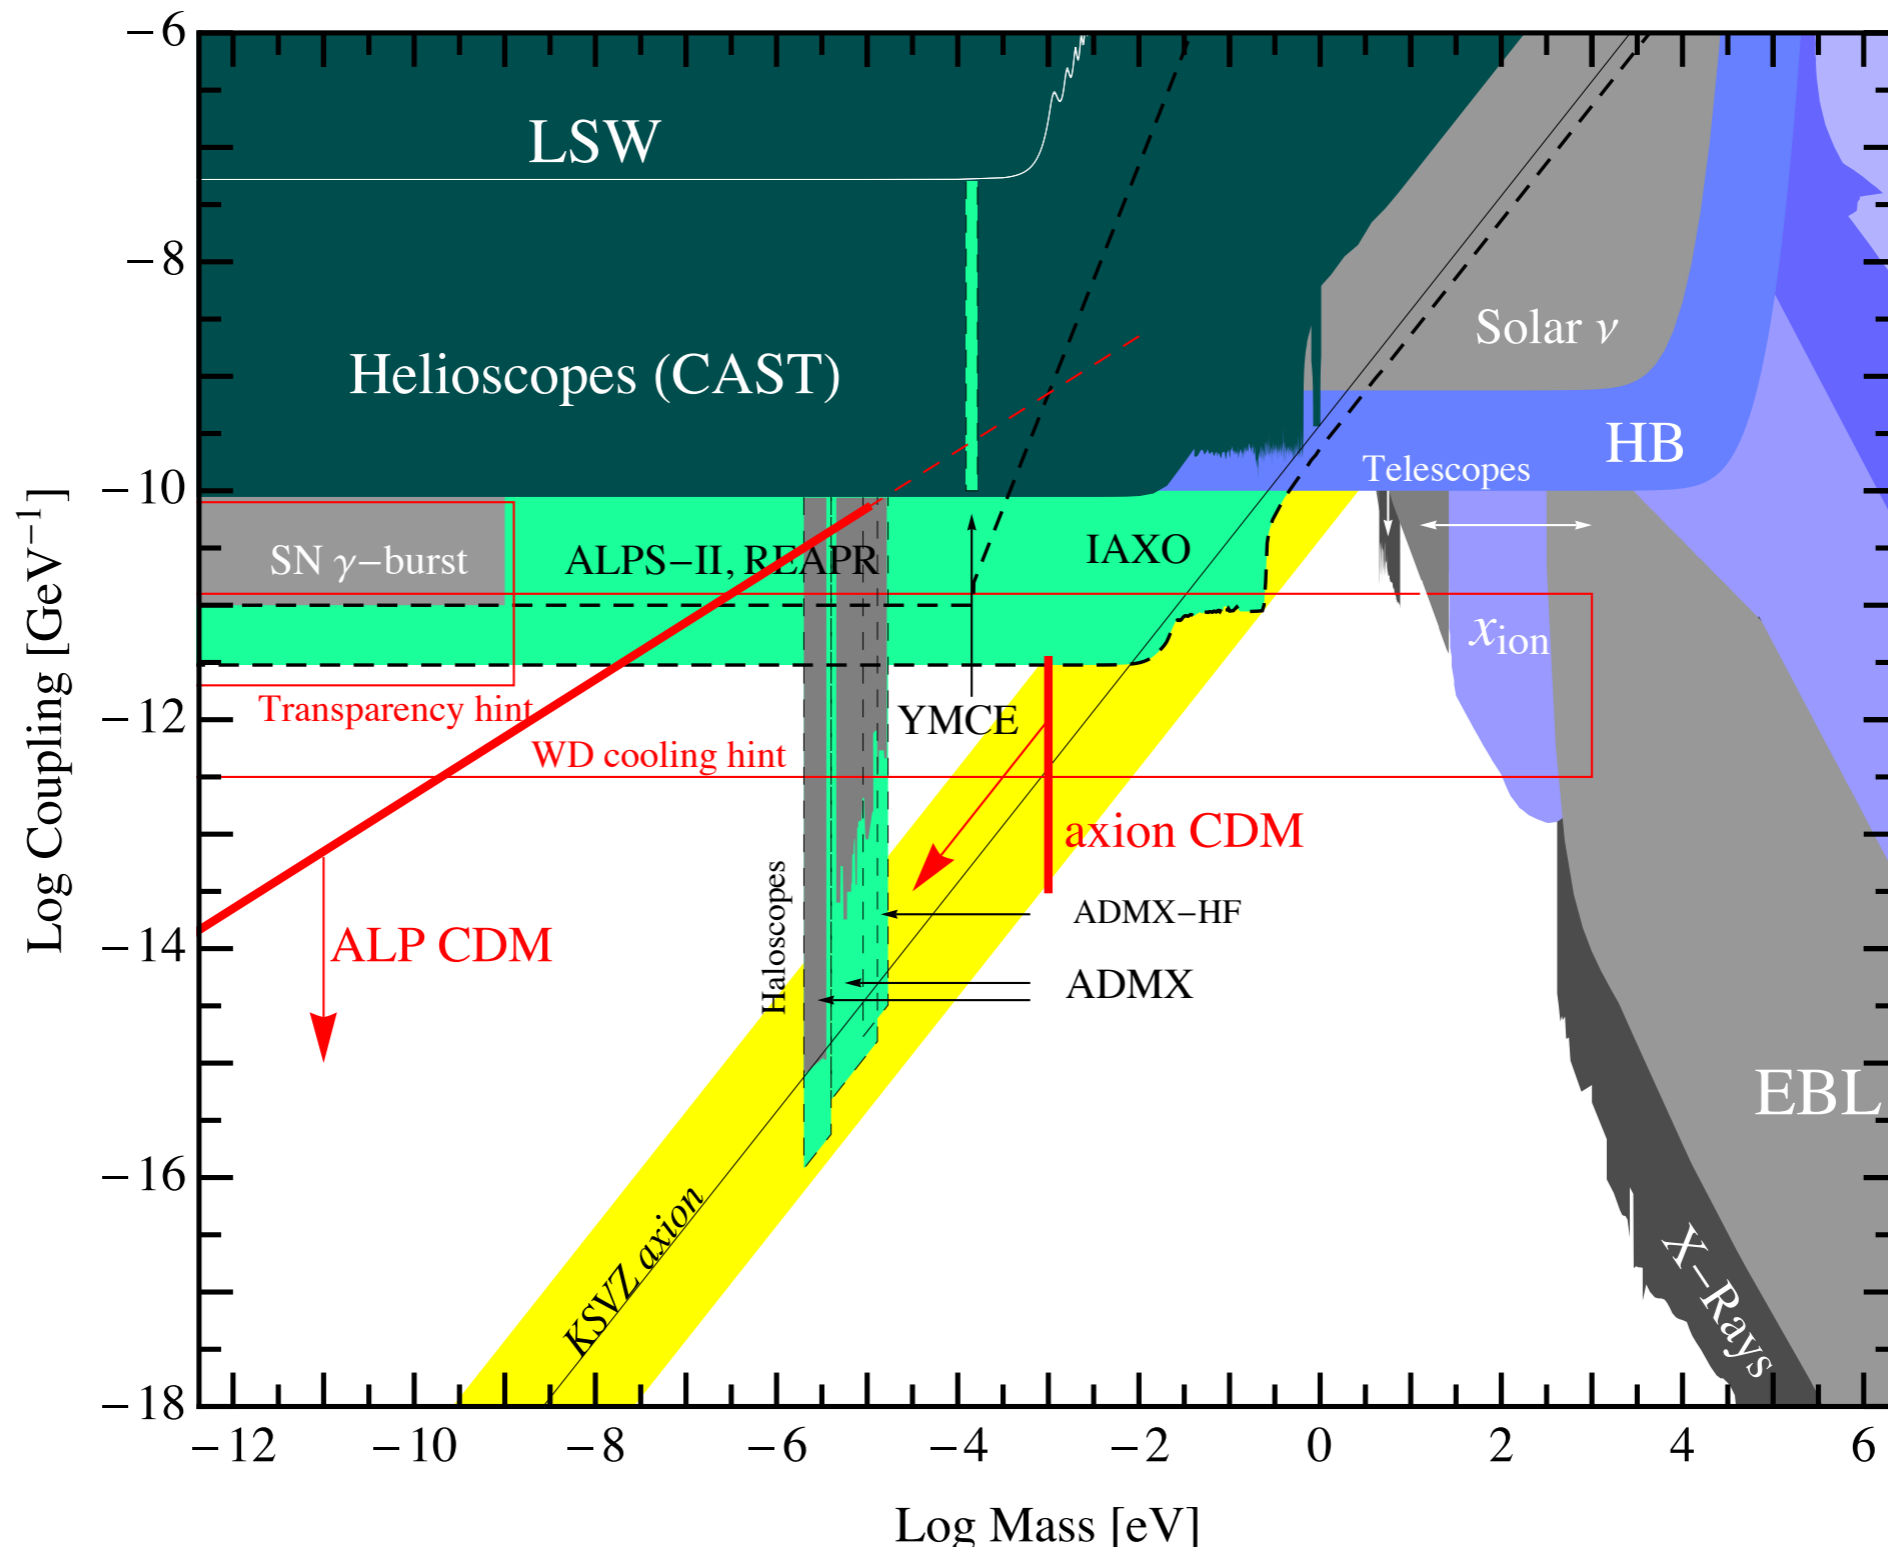 −6
−8
−10
−12
−14
−16
−18
Log Coupling [GeV⁻¹]
LSW
Helioscopes (CAST)
Solar ν
HB
Telescopes
SN γ−burst
ALPS−II, REAPR
IAXO
x_ion
Transparency hint
YMCE
WD cooling hint
axion CDM
Haloscopes
ADMX−HF
ALP CDM
ADMX
EBL
KSVZ axion
X−Rays
−12 −10 −8 −6 −4 −2 0 2 4 6
Log Mass [eV]